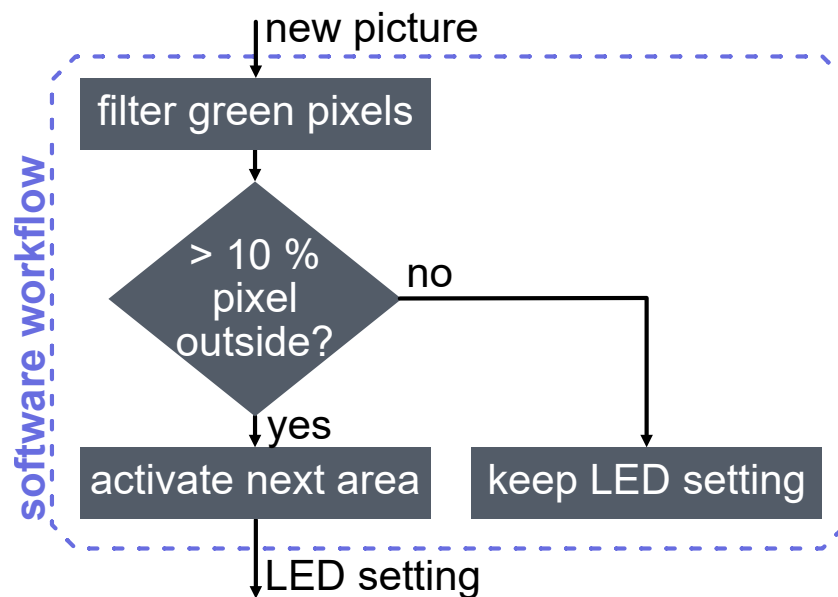 new picture
filter green pixels
> 10 %
pixel
outside?
no
yes
activate next area
keep LED setting
LED setting
software workflow